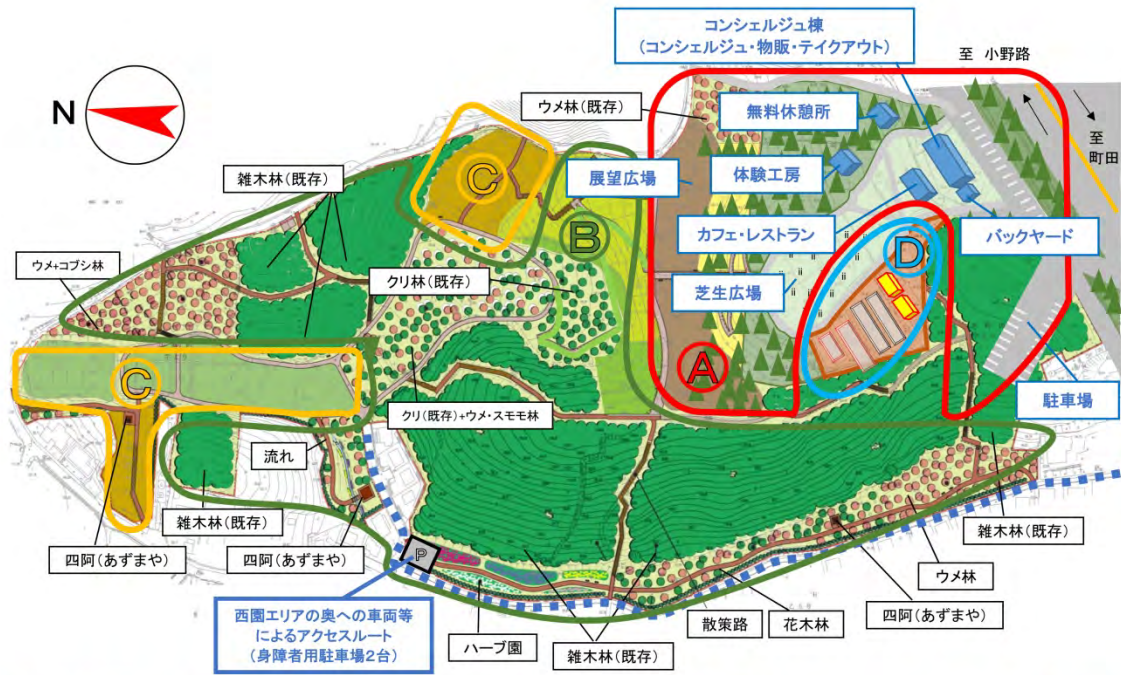 コンシェルジュ棟
(コンシェルジュ・物販・テイクアウト)
至 小野路
N
ウメ林(既存)
無料休憩所
至
町田
雑木林(既存)
C
展望広場
体験工房
B
カフェ・レストラン
D
バックヤード
ウメ+コブシ林
クリ林(既存)
芝生広場
C
A
クリ(既存)+ウメ・スモモ林
駐車場
四阿(あずまや)
流れ
雑木林(既存)
四阿(あずまや)
雑木林(既存)
P
ウメ林
西園エリアの奥への車両等
によるアクセスルート
(身障者用駐車場2台)
ハーブ園
雑木林(既存)
散策路
花木林
四阿(あずまや)